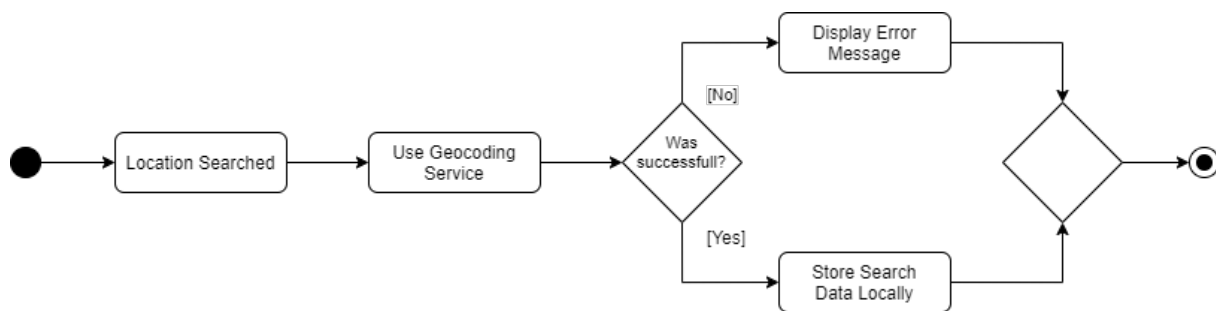 Display Error
Message
[No]
Location Searched
Use Geocoding
Service
Was
successfull?
[Yes]
Store Search
Data Locally